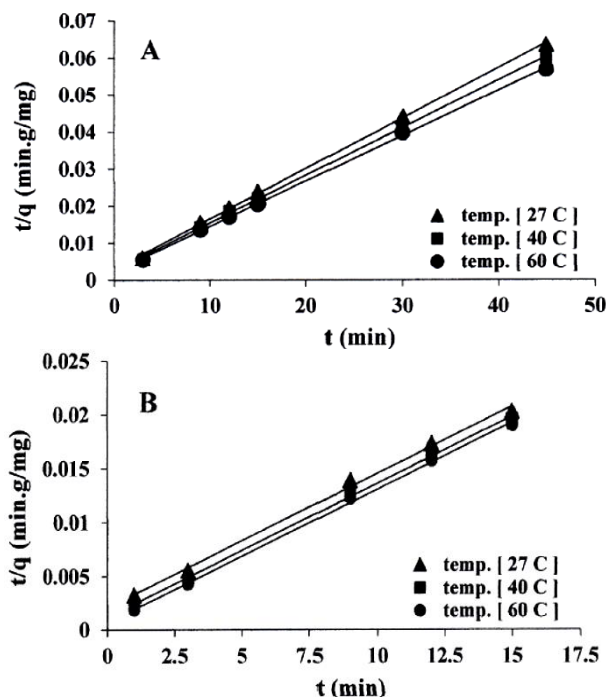 A
t/q (min.g/mg)
0.07
0.06
0.05
0.04
0.03
0.02
0.01
0
temp. [ 27 C ]
temp. [ 40 C ]
temp. [ 60 C ]
0 10 20 30 40 50
t (min)
B
t/q (min.g/mg)
0.025
0.02
0.015
0.01
0.005
0
temp. [ 27 C ]
temp. [ 40 C ]
temp. [ 60 C ]
0 2.5 5 7.5 10 12.5 15 17.5
t (min)